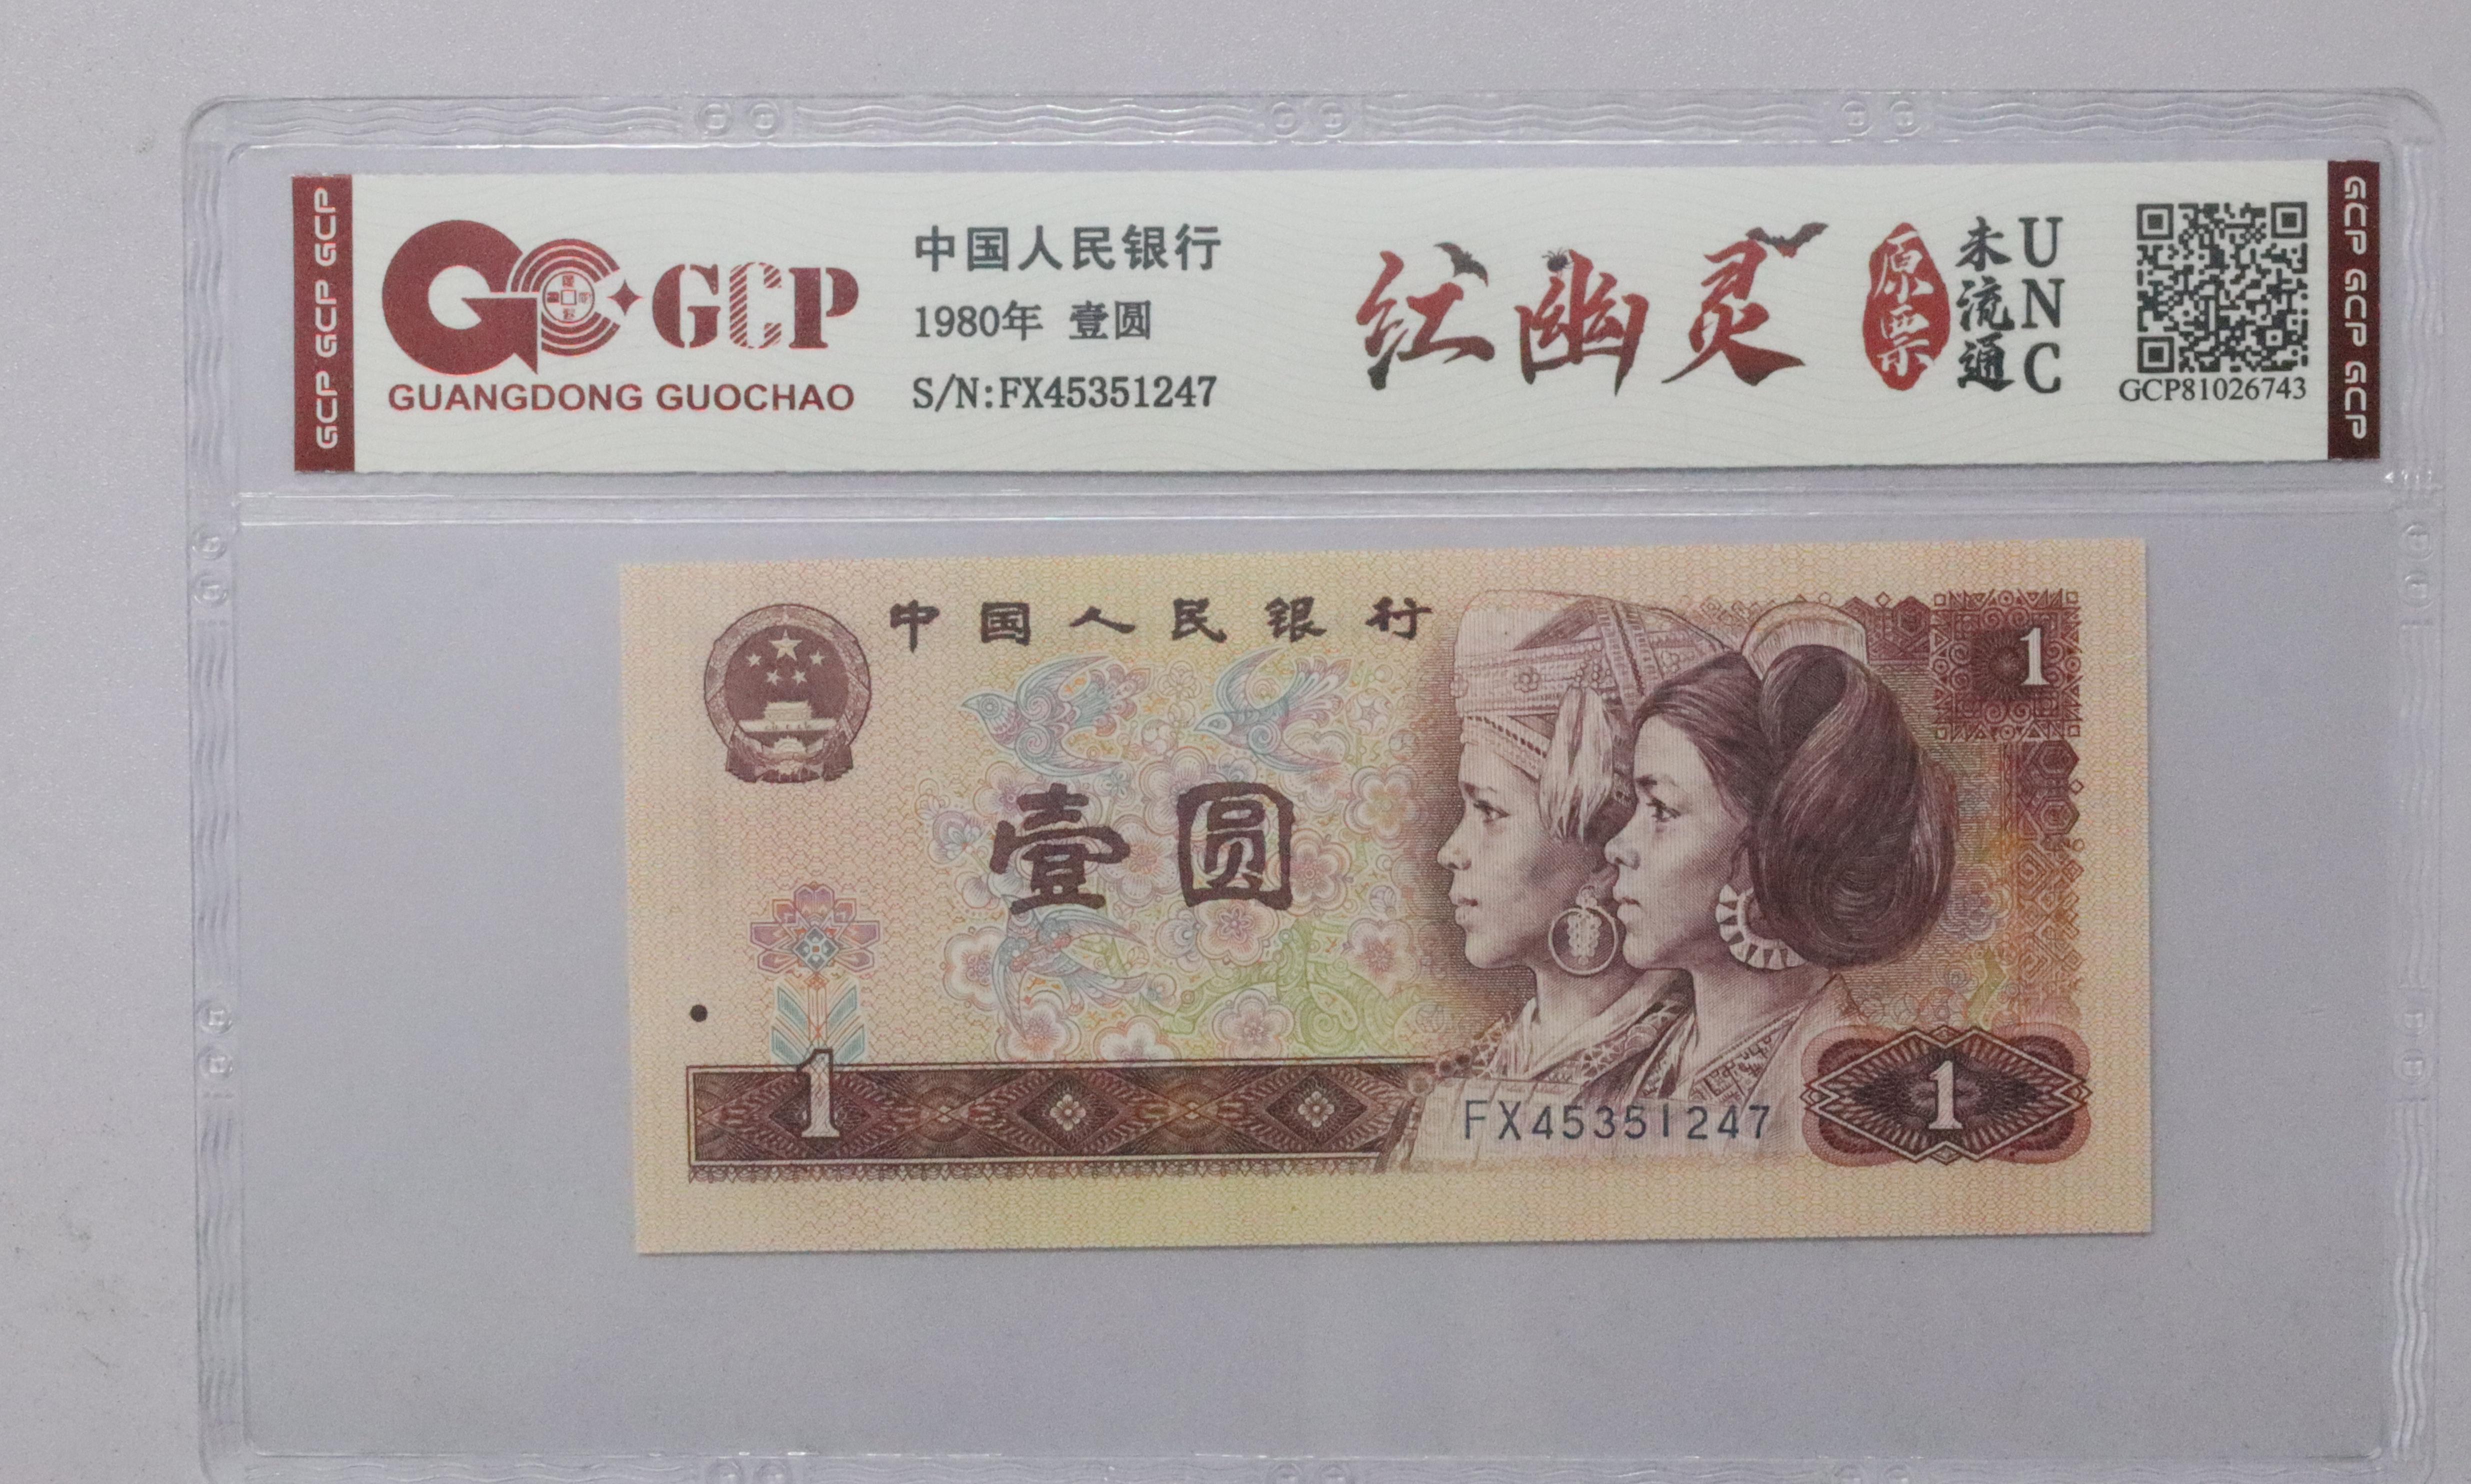 GCP GCP GCP
GCP
GUANGDONG GUOCHAO
中国人民银行
1980年 壹圆
S/N:FX45351247
红幽灵
原票
未流通
UNC
GCP81026743
GCP GCP GCP
中国人民银行
1
壹圆
1
FX45351247
1